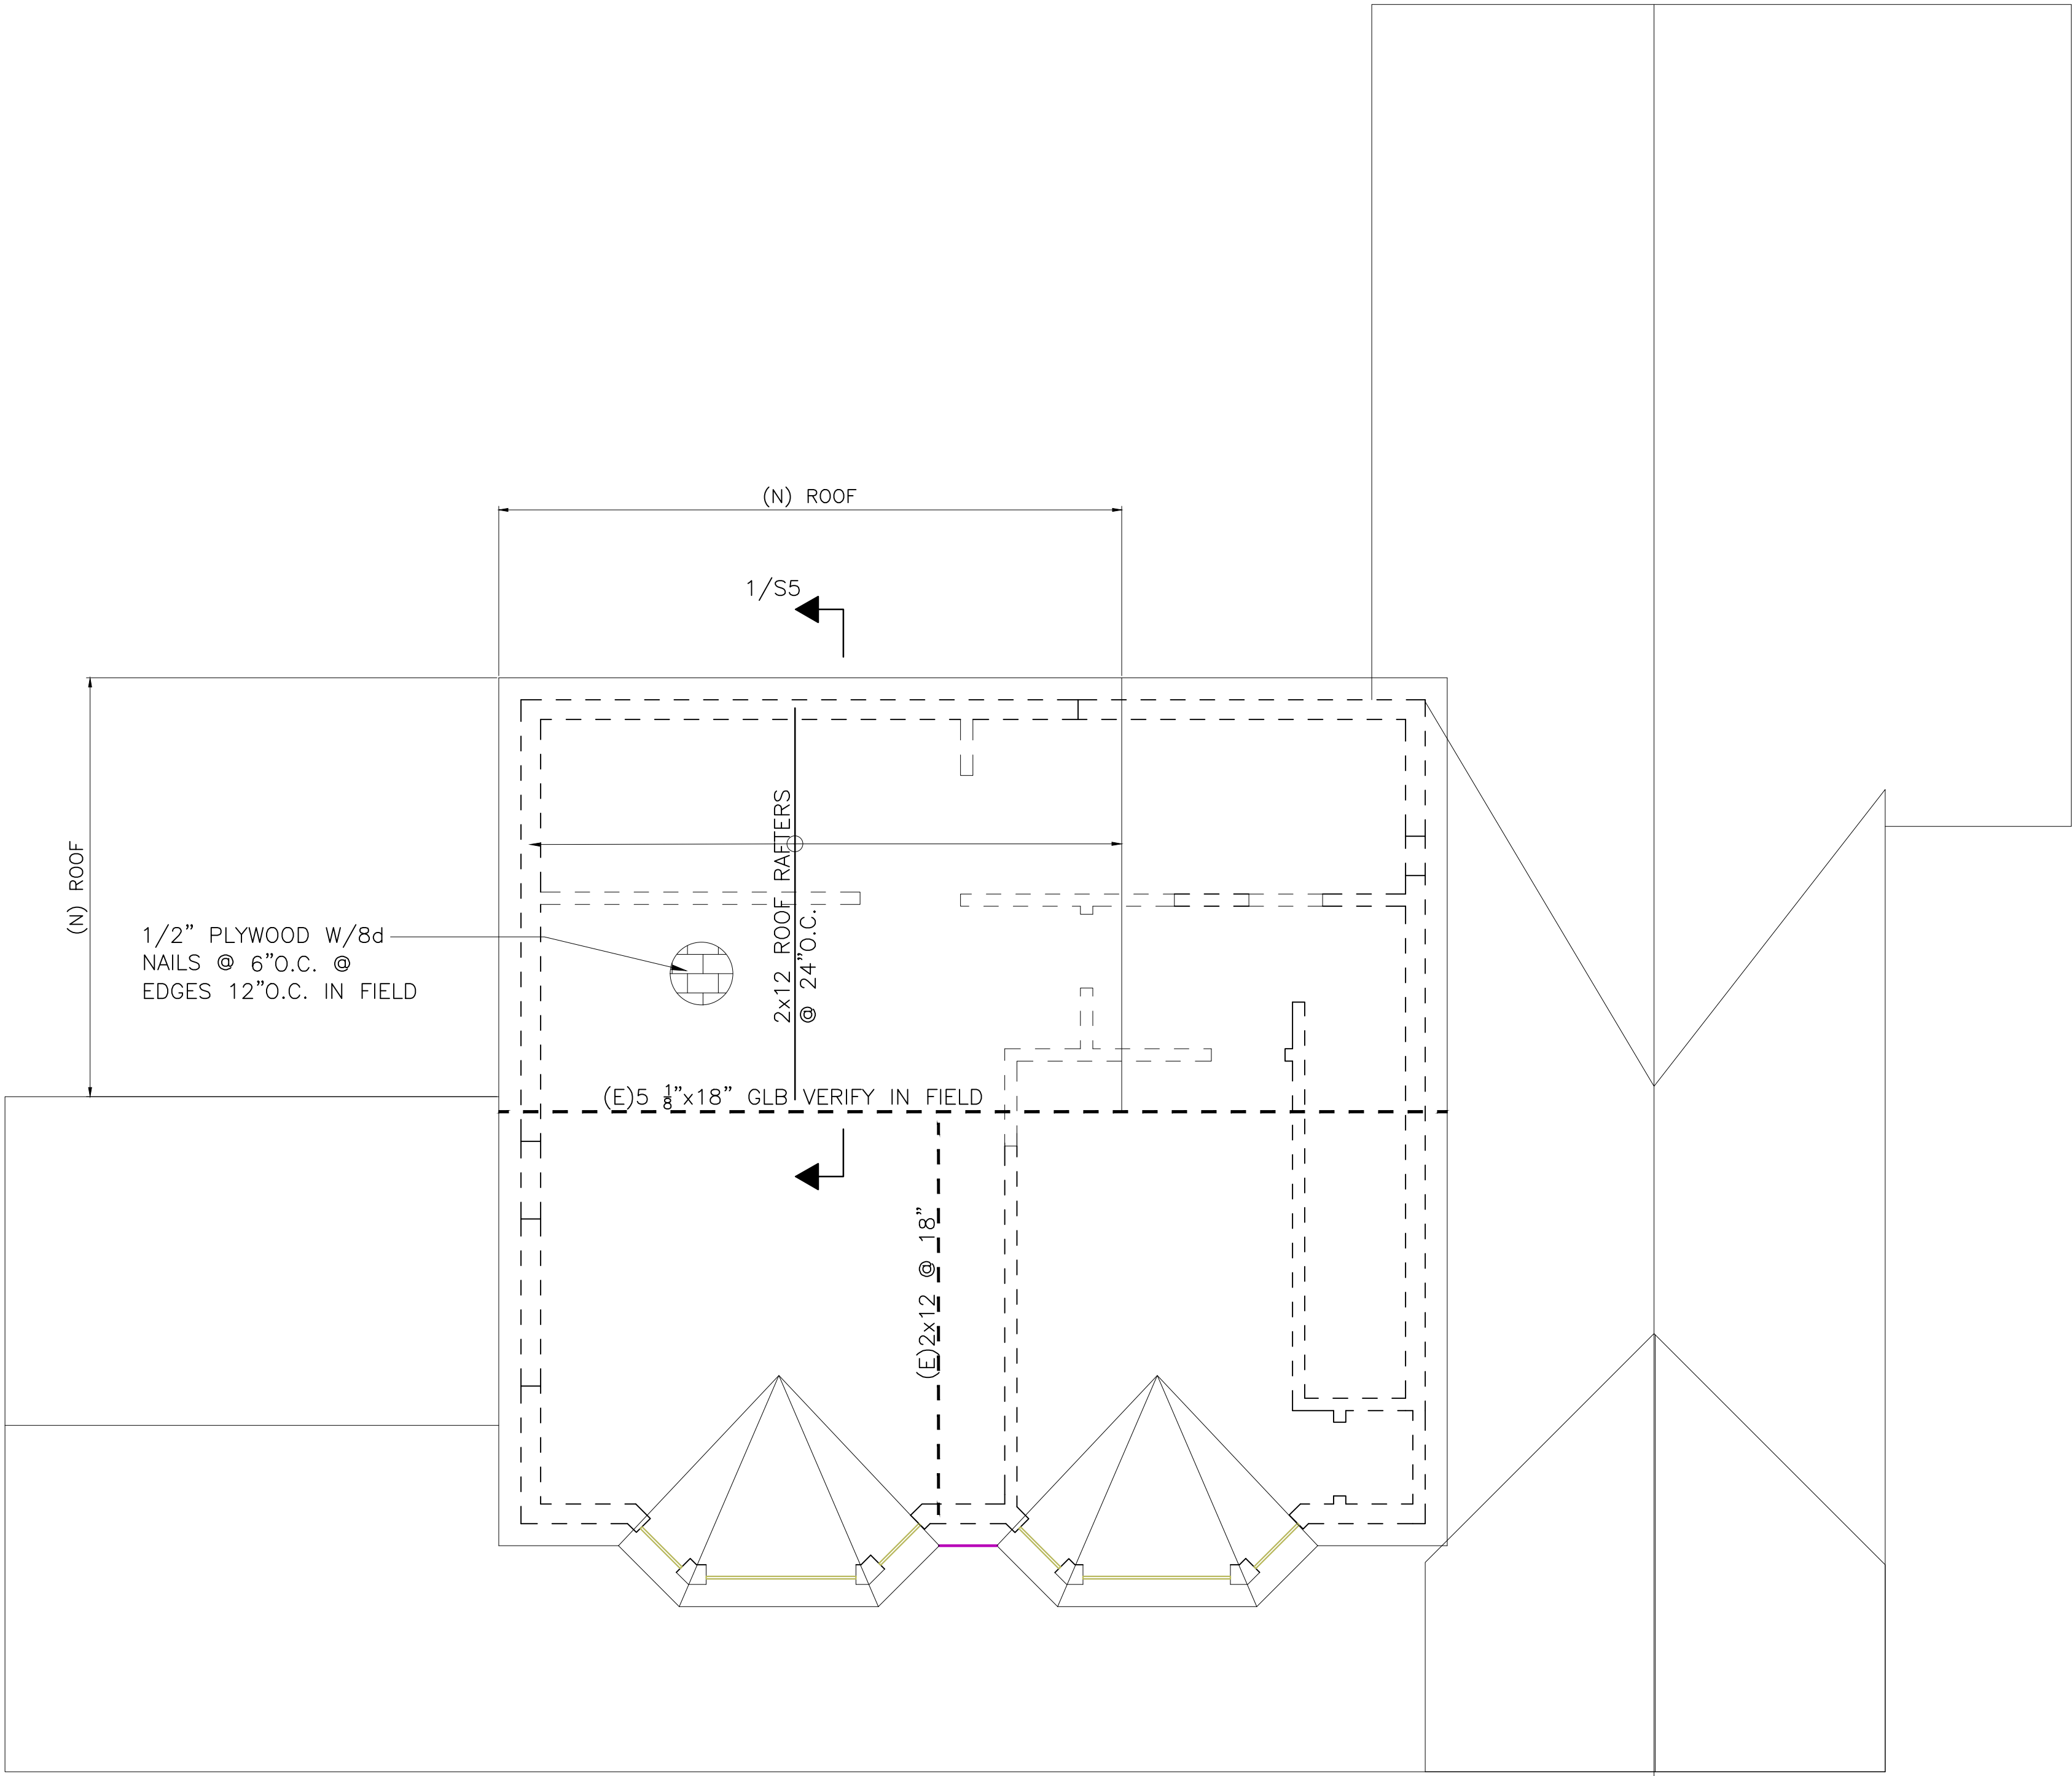 (N) ROOF
1/S5
(N) ROOF
2x12 ROOF RAFTERS
@ 24"O.C.
1/2" PLYWOOD W/8d
NAILS @ 6"O.C. @
EDGES 12"O.C. IN FIELD
(E)5 1/8"x18" GLB VERIFY IN FIELD
(E)2x12 @ 18"